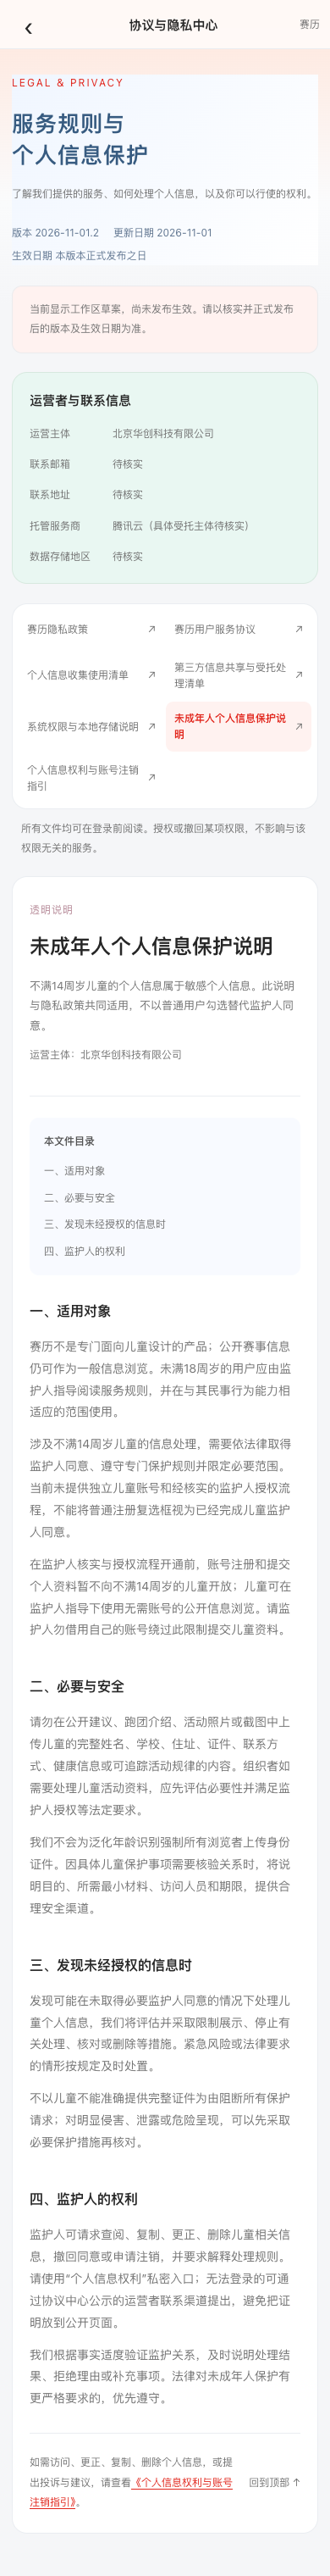 ‹ 协议与隐私中心 赛历
LEGAL & PRIVACY
服务规则与
个人信息保护
了解我们提供的服务、如何处理个人信息，以及你可以行使的权利。
版本 2026-11-01.2 更新日期 2026-11-01
生效日期 本版本正式发布之日
当前显示工作区草案，尚未发布生效。请以核实并正式发布
后的版本及生效日期为准。
运营者与联系信息
运营主体 北京华创科技有限公司
联系邮箱 待核实
联系地址 待核实
托管服务商 腾讯云（具体受托主体待核实）
数据存储地区 待核实
赛历隐私政策 ↗
赛历用户服务协议 ↗
个人信息收集使用清单 ↗
第三方信息共享与受托处
理清单 ↗
系统权限与本地存储说明 ↗
未成年人个人信息保护说
明 ↗
个人信息权利与账号注销
指引 ↗
所有文件均可在登录前阅读。授权或撤回某项权限，不影响与该
权限无关的服务。
透明说明
未成年人个人信息保护说明
不满14周岁儿童的个人信息属于敏感个人信息。此说明
与隐私政策共同适用，不以普通用户勾选替代监护人同
意。
运营主体：北京华创科技有限公司
本文件目录
一、适用对象
二、必要与安全
三、发现未经授权的信息时
四、监护人的权利
一、适用对象
赛历不是专门面向儿童设计的产品；公开赛事信息
仍可作为一般信息浏览。未满18周岁的用户应由监
护人指导阅读服务规则，并在与其民事行为能力相
适应的范围使用。
涉及不满14周岁儿童的信息处理，需要依法律取得
监护人同意、遵守专门保护规则并限定必要范围。
当前未提供独立儿童账号和经核实的监护人授权流
程，不能将普通注册复选框视为已经完成儿童监护
人同意。
在监护人核实与授权流程开通前，账号注册和提交
个人资料暂不向不满14周岁的儿童开放；儿童可在
监护人指导下使用无需账号的公开信息浏览。请监
护人勿借用自己的账号绕过此限制提交儿童资料。
二、必要与安全
请勿在公开建议、跑团介绍、活动照片或截图中上
传儿童的完整姓名、学校、住址、证件、联系方
式、健康信息或可追踪活动规律的内容。组织者如
需要处理儿童活动资料，应先评估必要性并满足监
护人授权等法定要求。
我们不会为泛化年龄识别强制所有浏览者上传身份
证件。因具体儿童保护事项需要核验关系时，将说
明目的、所需最小材料、访问人员和期限，提供合
理安全渠道。
三、发现未经授权的信息时
发现可能在未取得必要监护人同意的情况下处理儿
童个人信息，我们将评估并采取限制展示、停止有
关处理、核对或删除等措施。紧急风险或法律要求
的情形按规定及时处置。
不以儿童不能准确提供完整证件为由阻断所有保护
请求；对明显侵害、泄露或危险呈现，可以先采取
必要保护措施再核对。
四、监护人的权利
监护人可请求查阅、复制、更正、删除儿童相关信
息，撤回同意或申请注销，并要求解释处理规则。
请使用“个人信息权利”私密入口；无法登录的可通
过协议中心公示的运营者联系渠道提出，避免把证
明放到公开页面。
我们根据事实适度验证监护关系，及时说明处理结
果、拒绝理由或补充事项。法律对未成年人保护有
更严格要求的，优先遵守。
如需访问、更正、复制、删除个人信息，或提
出投诉与建议，请查看《个人信息权利与账号
注销指引》。
回到顶部 ↑